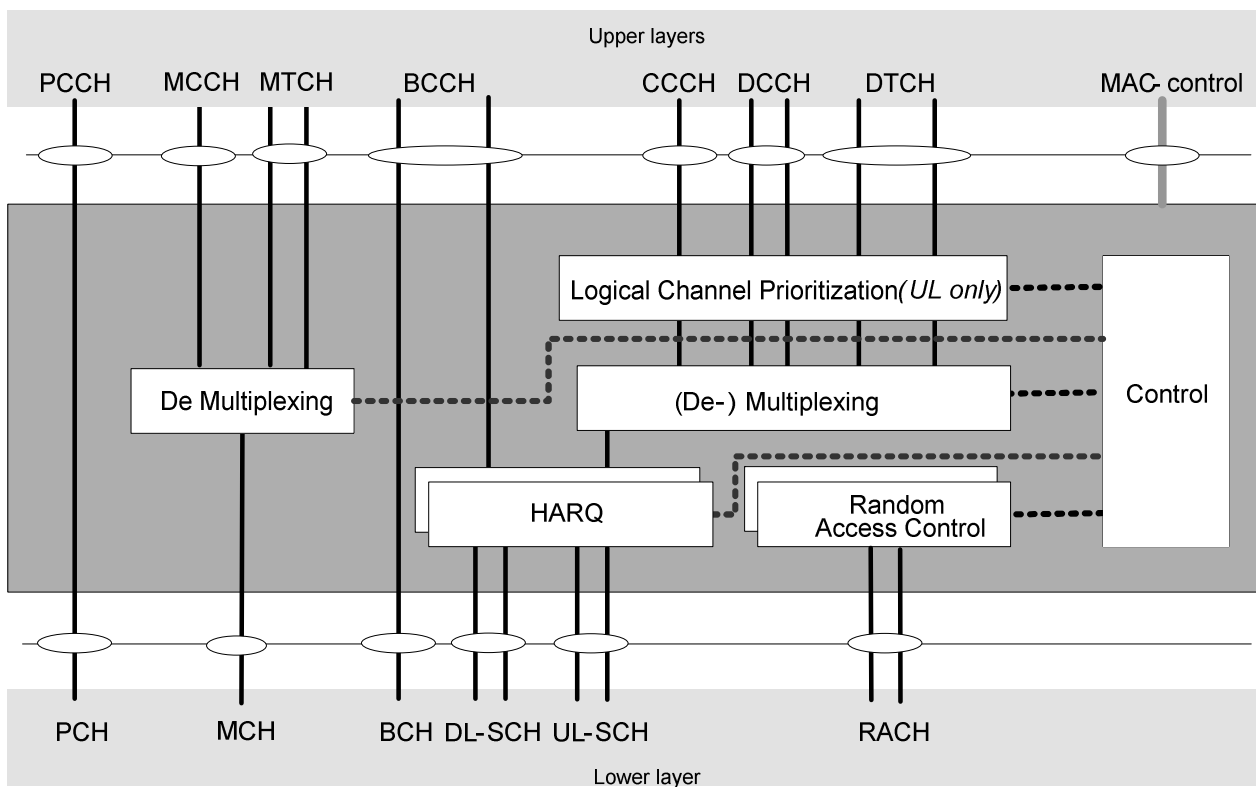 Upper layers
PCCH MCCH MTCH BCCH CCCH DCCH DTCH MAC- control
Logical Channel Prioritization(UL only)
De Multiplexing
(De-) Multiplexing
Control
HARQ
Random
Access Control
PCH MCH BCH DL-SCH UL-SCH RACH
Lower layer